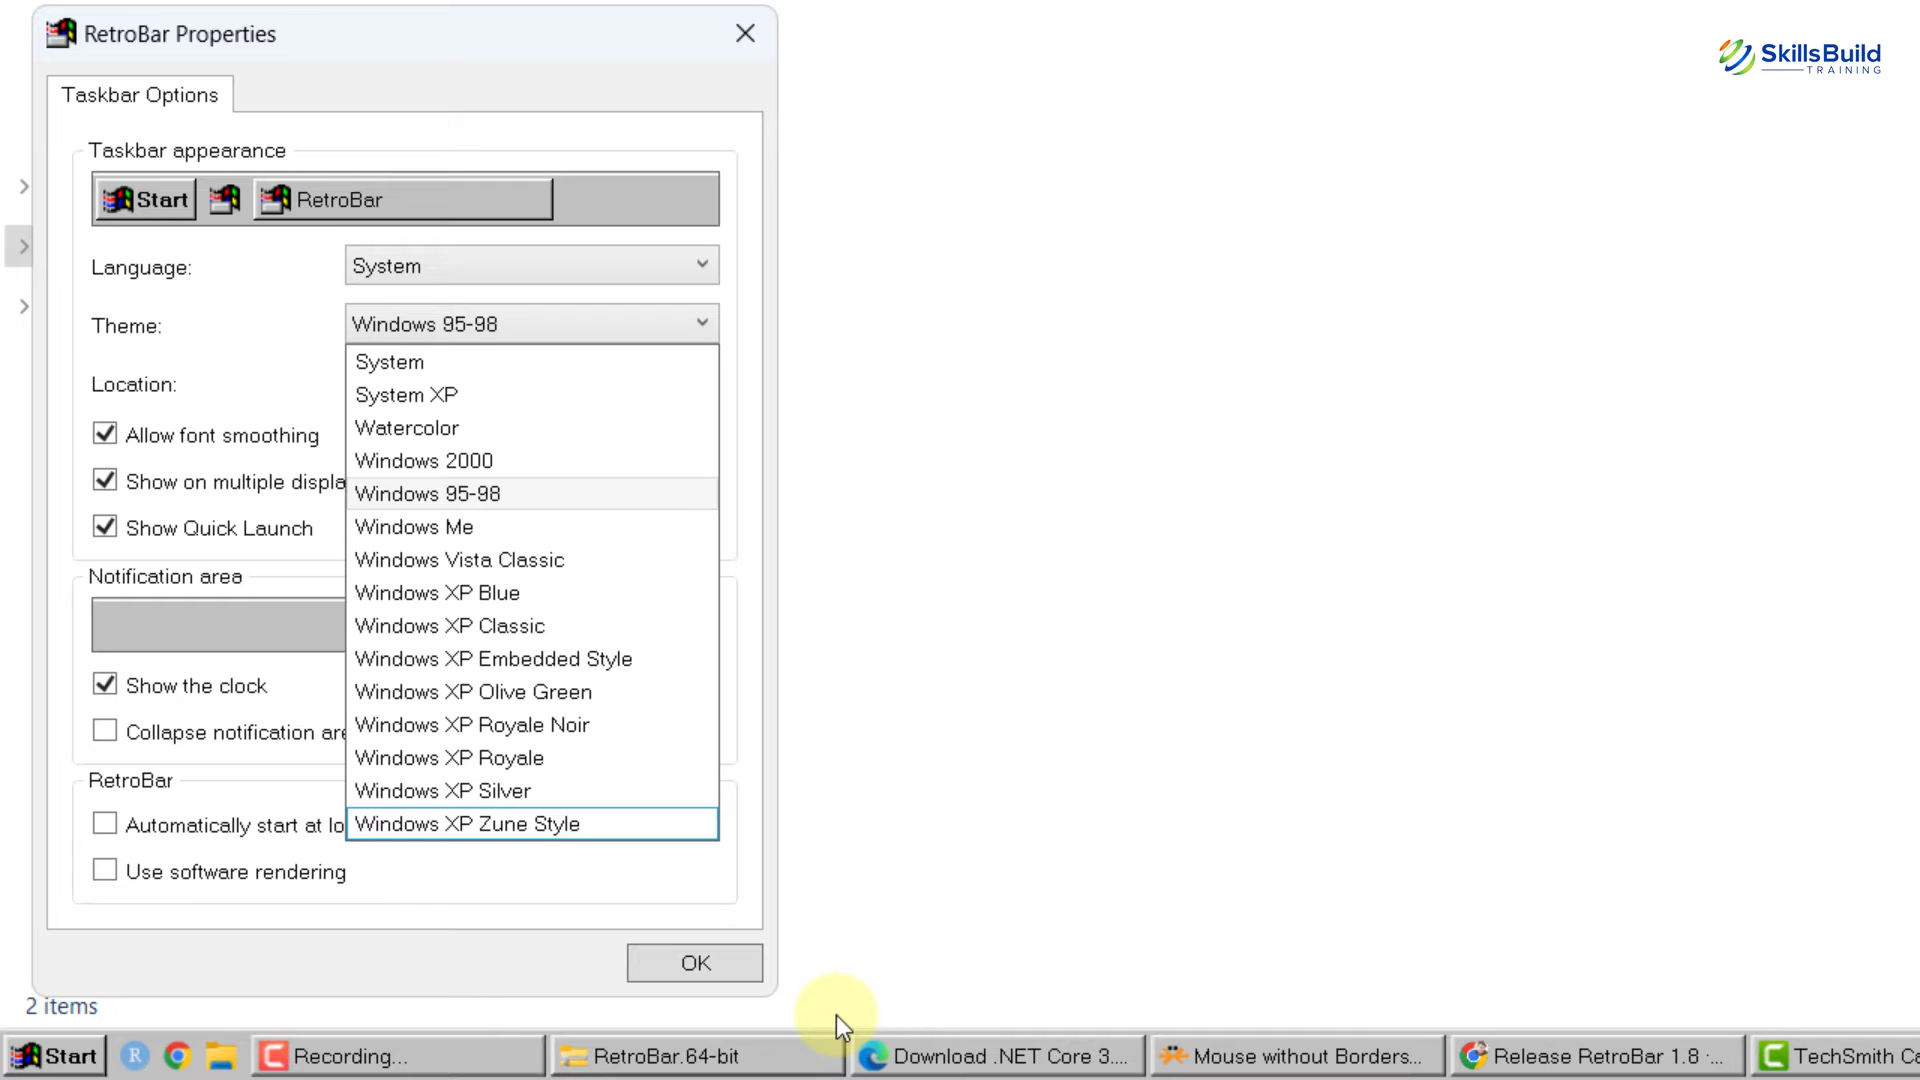 RetroBar Properties
SkillsBuild
TRAINING
Taskbar Options
Taskbar appearance
Start
RetroBar
Language:
System
Theme:
Windows 95-98
System
System XP
Location:
Watercolor
Allow font smoothing
Windows 2000
Show on multiple displa
Windows 95-98
Show Quick Launch
Windows Me
Windows Vista Classic
Notification area
Windows XP Blue
Windows XP Classic
Windows XP Embedded Style
Show the clock
Windows XP Olive Green
Collapse notification are
Windows XP Royale Noir
Windows XP Royale
RetroBar
Windows XP Silver
Automatically start at lo
Windows XP Zune Style
Use software rendering
OK
2 items
Start
R
Recording...
RetroBar.64-bit
Download .NET Core 3....
Mouse without Borders...
Release RetroBar 1.8 ·...
TechSmith Ca